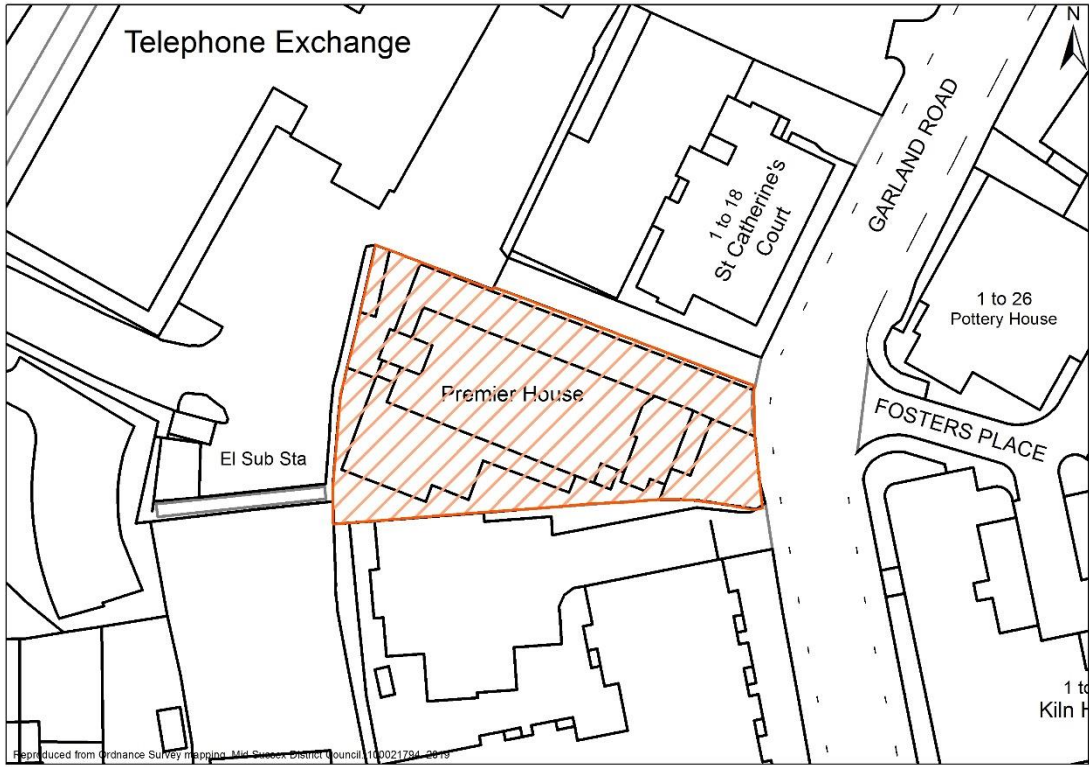 Telephone Exchange
N
GARLAND ROAD
1 to 18
St Catherine's
Court
1 to 26
Pottery House
Premier House
FOSTERS PLACE
El Sub Sta
1 to
Kiln H
Reproduced from Ordnance Survey mapping Mid Sussex District Council 100021794 2019